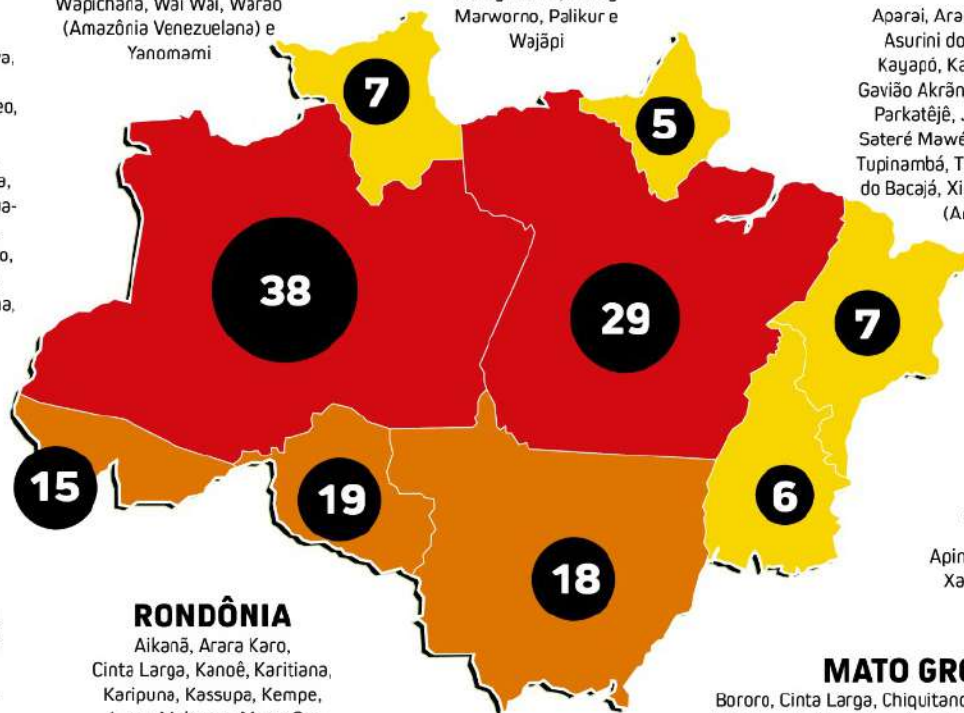 Wapichana, Wai Wai, Warao
(Amazônia Venezuelana) e
Yanomami
Marworno, Palikur e
Wajãpi
Aparai, Ara
Asurini do
Kayapó, Ka
Gavião Akrãn
Parkatêjê, J
Sateré Mawé
Tupinambá, T
do Bacajá, Xi
(A
7
5
38
29
7
15
19
18
6
RONDÔNIA
Aikanã, Arara Karo,
Cinta Larga, Kanoê, Karitiana,
Karipuna, Kassupa, Kempe,
Apin
Xa
MATO GRO
Bororo, Cinta Larga, Chiquitano